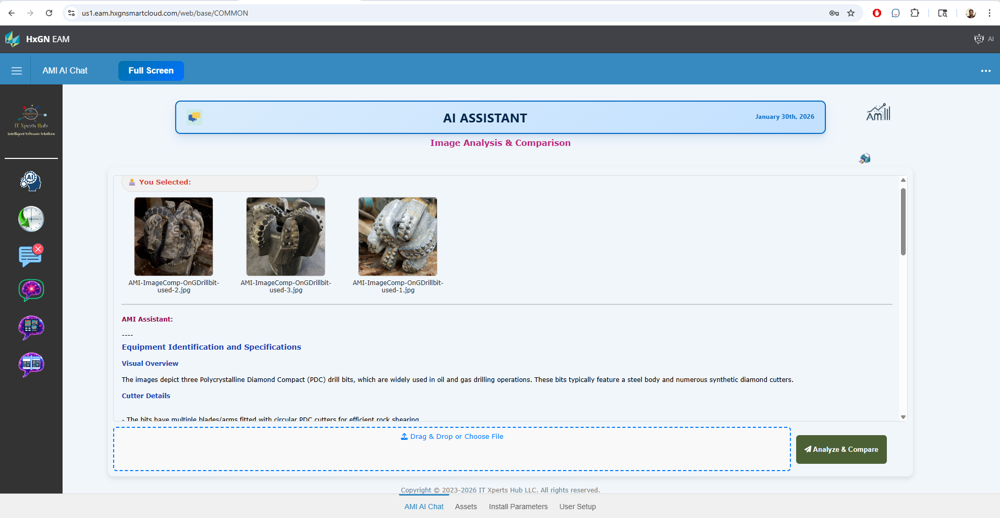 us1.eam.hxgnsmartcloud.com/web/base/COMMON
HxGN EAM
AI
AMI AI Chat
Full Screen
IT Xperts Hub
Intelligent Software Solutions
AI ASSISTANT
January 30th, 2026
AMI
Image Analysis & Comparison
AI
You Selected:
AMI-ImageComp-OnGDrillbit-
used-2.jpg
AMI-ImageComp-OnGDrillbit-
used-3.jpg
AMI-ImageComp-OnGDrillbit-
used-1.jpg
AMI Assistant:
----
Equipment Identification and Specifications
Visual Overview
The images depict three Polycrystalline Diamond Compact (PDC) drill bits, which are widely used in oil and gas drilling operations. These bits typically feature a steel body and numerous synthetic diamond cutters.
Cutter Details
- The bits have multiple blades/arms fitted with circular PDC cutters for efficient rock shearing
Drag & Drop or Choose File
Analyze & Compare
Copyright © 2023-2026 IT Xperts Hub LLC. All rights reserved.
AMI AI Chat
Assets
Install Parameters
User Setup